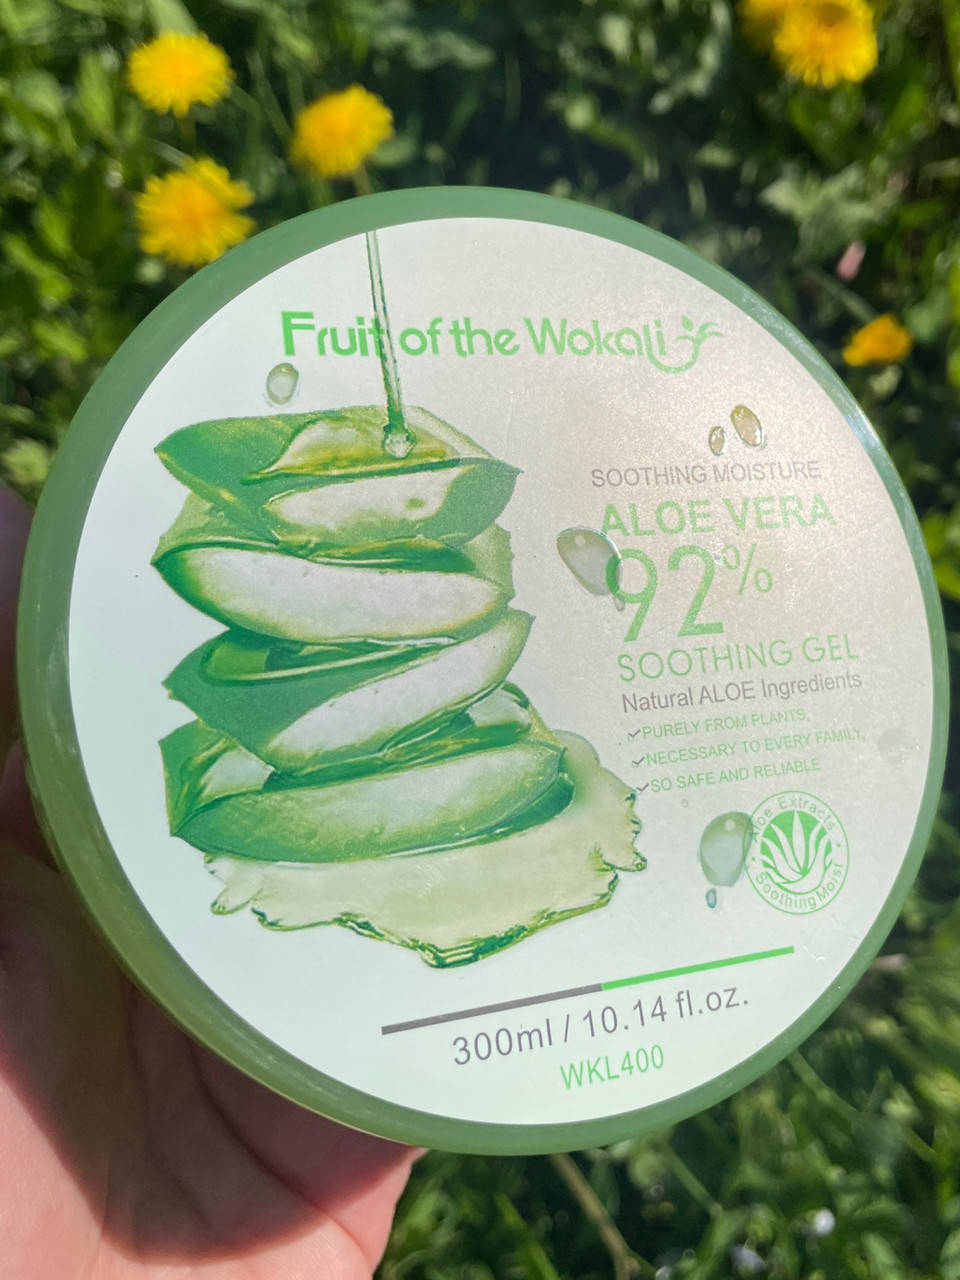 Fruit of the Wokali
SOOTHING MOISTURE
ALOE VERA
92%
SOOTHING GEL
Natural ALOE Ingredients
PURELY FROM PLANTS,
NECESSARY TO EVERY FAMILY,
SO SAFE AND RELIABLE
Aloe Extracts
Soothing Moist
300ml / 10.14 fl.oz.
WKL400